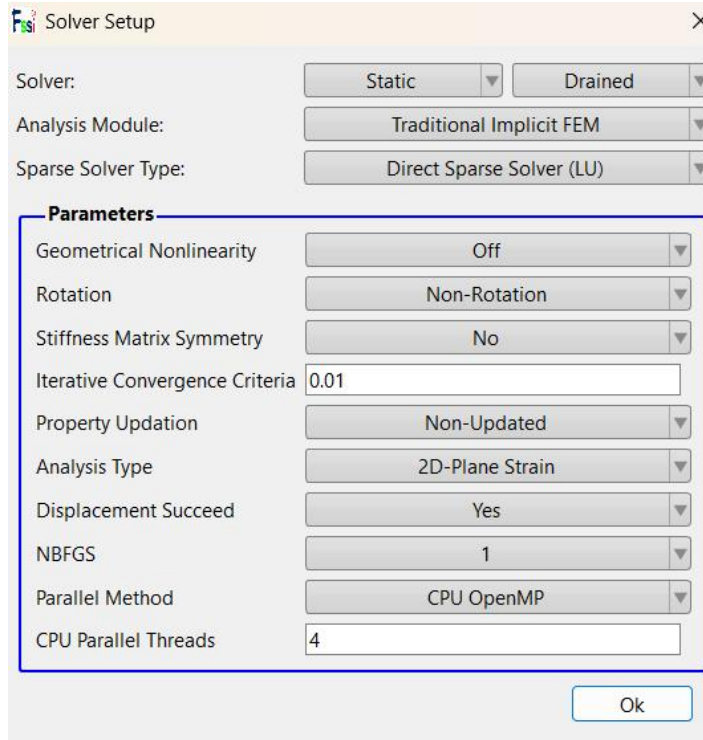 Fssi Solver Setup
Solver: Static Drained
Analysis Module: Traditional Implicit FEM
Sparse Solver Type: Direct Sparse Solver (LU)
Parameters
Geometrical Nonlinearity Off
Rotation Non-Rotation
Stiffness Matrix Symmetry No
Iterative Convergence Criteria 0.01
Property Updation Non-Updated
Analysis Type 2D-Plane Strain
Displacement Succeed Yes
NBFGS 1
Parallel Method CPU OpenMP
CPU Parallel Threads 4
Ok